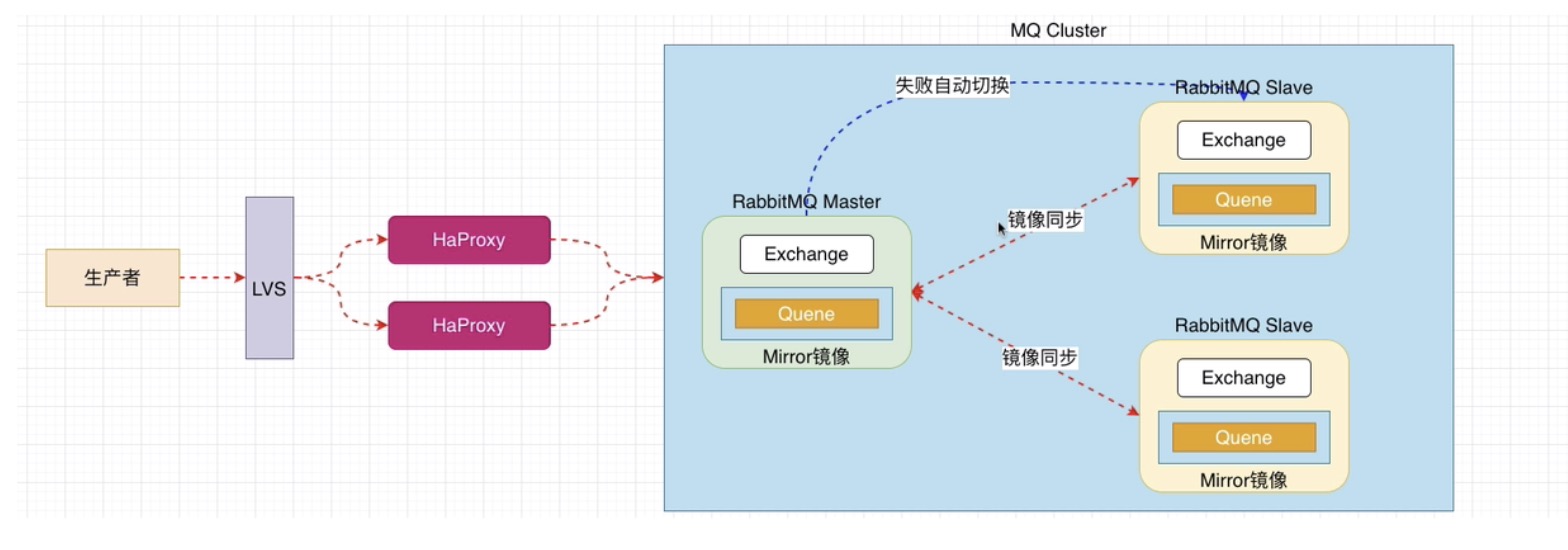 MQ Cluster
失败自动切换
RabbitMQ Slave
Exchange
Quene
Mirror镜像
RabbitMQ Master
Exchange
Quene
Mirror镜像
镜像同步
镜像同步
生产者
LVS
HaProxy
HaProxy
RabbitMQ Slave
Exchange
Quene
Mirror镜像